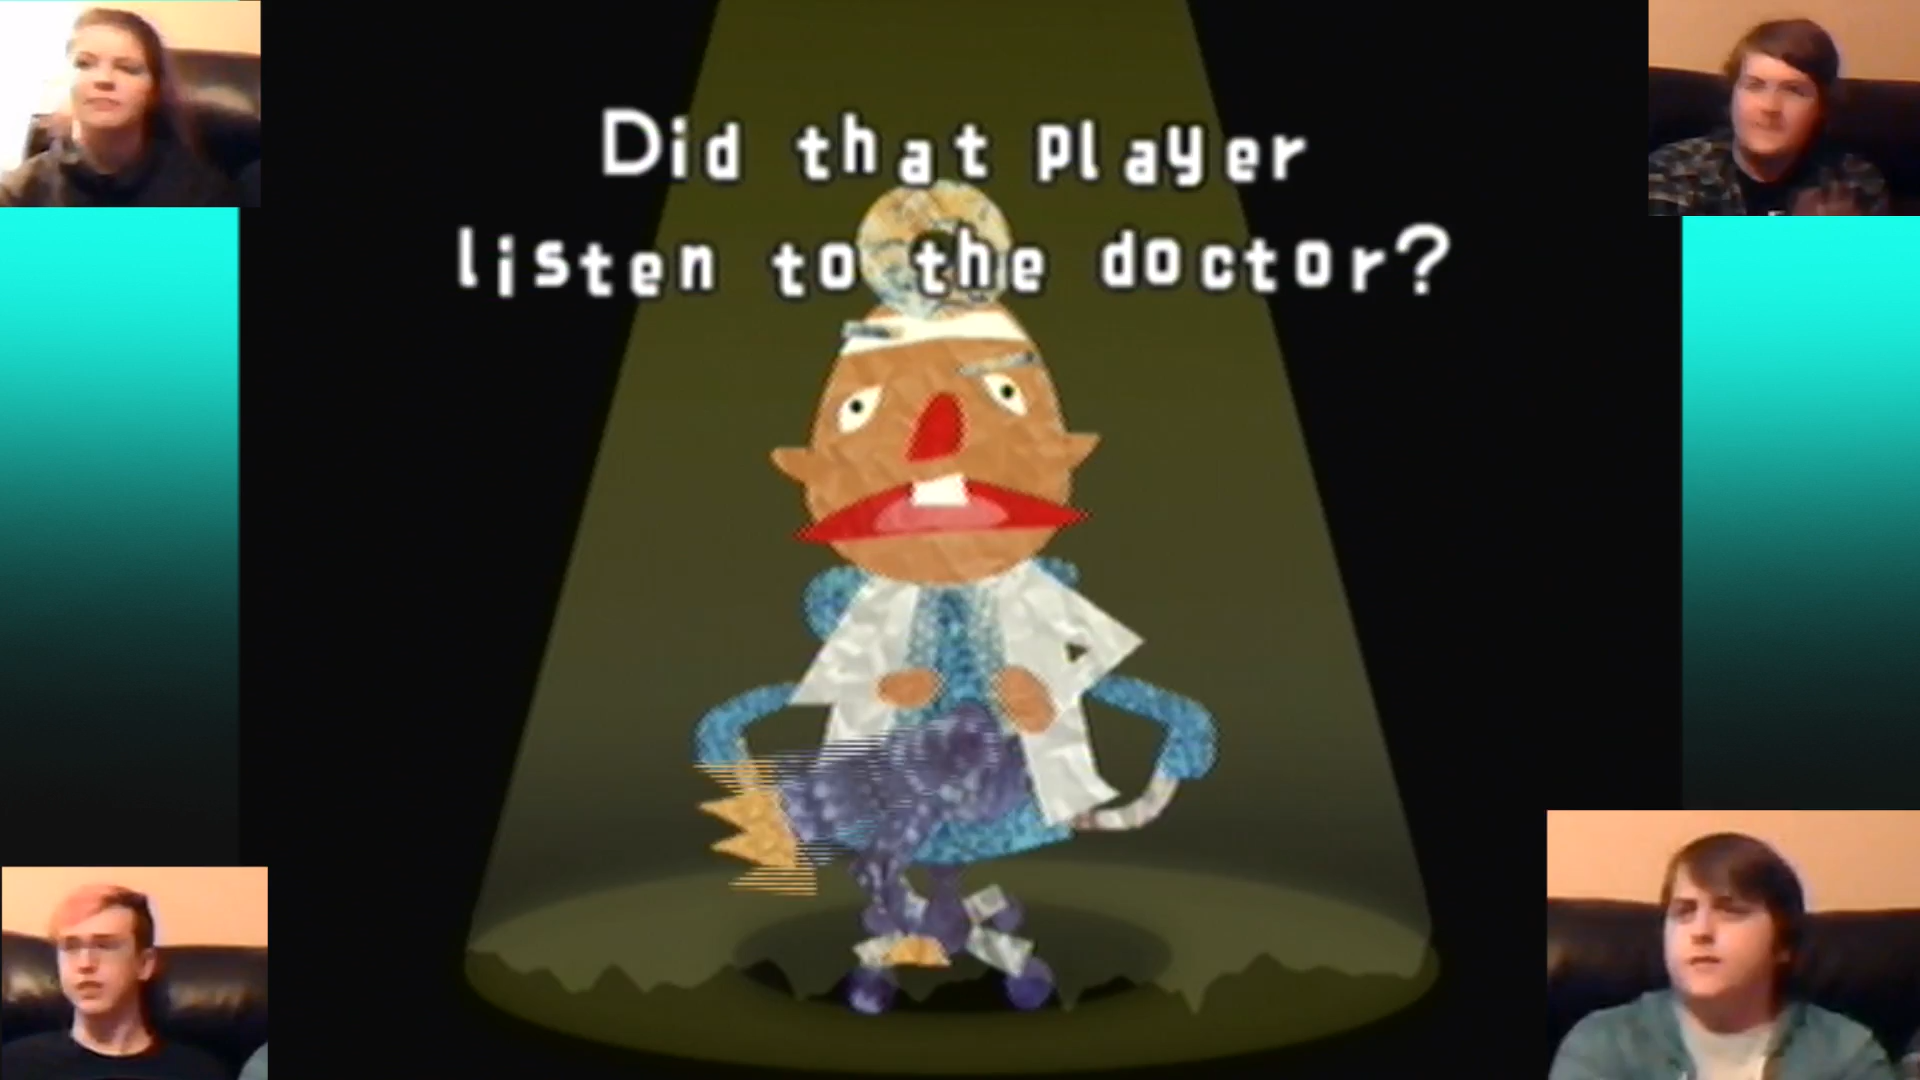 Did that player
listen to the doctor?